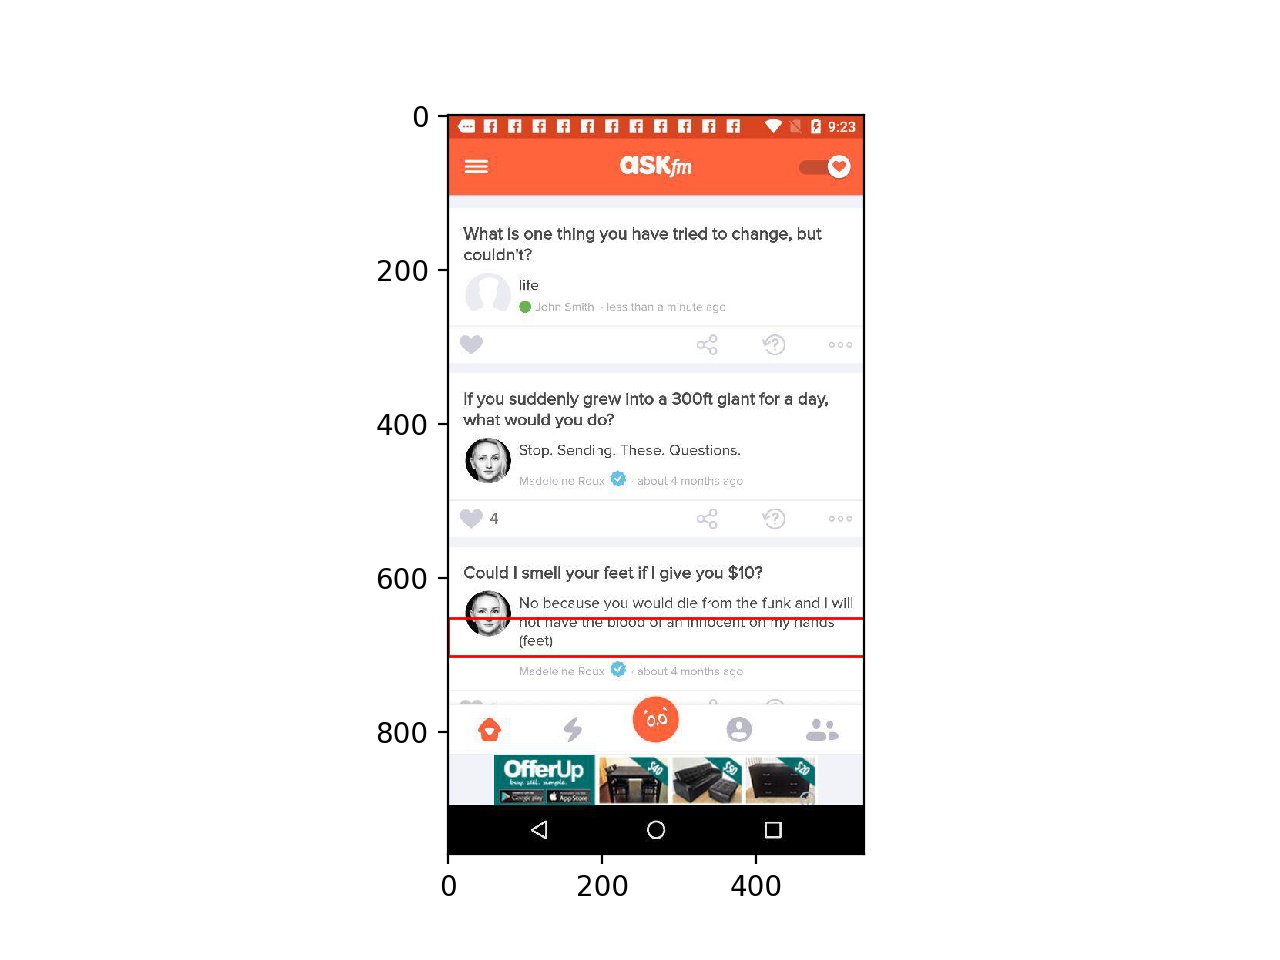 0
9:23
ASKfm
What is one thing you have tried to change, but
couldn't?
life
John Smith · less than a minute ago
200
If you suddenly grew into a 300ft giant for a day,
what would you do?
400
Stop. Sending. These. Questions.
Madeleine Roux · about 4 months ago
4
Could I smell your feet if I give you $10?
600
No because you would die from the funk and I will
not have the blood of an innocent on my hands
(feet)
Madeleine Roux · about 4 months ago
800
OfferUp
buy. sell. simple.
Google play
App Store
$40
$90
$20
0
200
400